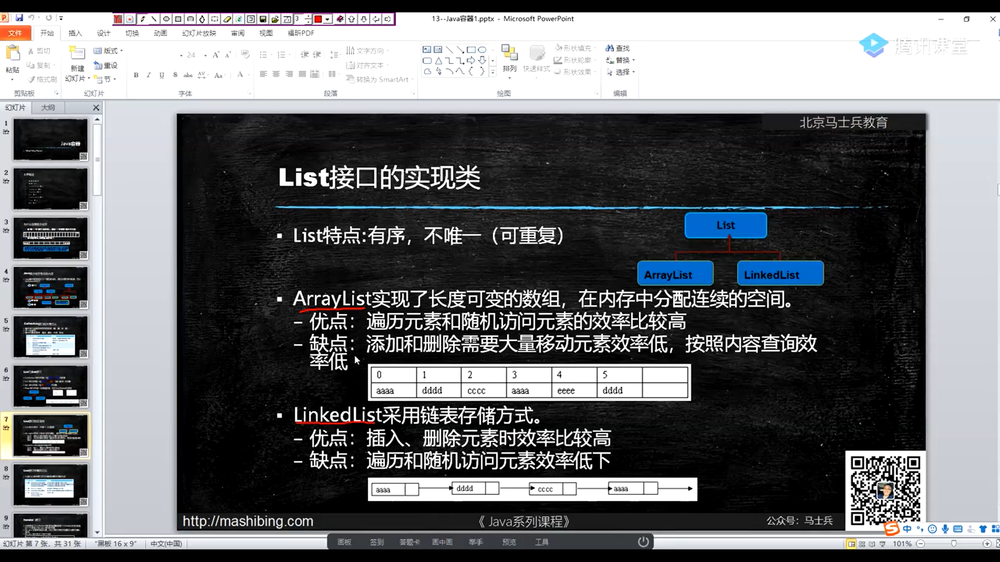 13--Java容器1.pptx - Microsoft PowerPoint
文件 开始 插入 设计 切换 动画 幻灯片放映 审阅 视图 福昕PDF
腾讯课堂
粘贴
剪切
复制
格式刷
剪贴板
新建
幻灯片
版式
重设
节
幻灯片
24
字体
文字方向
对齐文本
转换为 SmartArt
段落
排列
快速样式
形状填充
形状轮廓
形状效果
绘图
查找
替换
选择
编辑
幻灯片 大纲
1
Java容器
2
3
4
5
6
7
8
9
北京马士兵教育
List接口的实现类
List特点:有序，不唯一（可重复）
List
ArrayList LinkedList
ArrayList实现了长度可变的数组，在内存中分配连续的空间。
– 优点：遍历元素和随机访问元素的效率比较高
– 缺点：添加和删除需要大量移动元素效率低，按照内容查询效
率低
0 1 2 3 4 5
aaaa dddd cccc aaaa eeee dddd
LinkedList采用链表存储方式。
– 优点：插入、删除元素时效率比较高
– 缺点：遍历和随机访问元素效率低下
aaaa dddd cccc aaaa
http://mashibing.com 《 Java系列课程》 公众号：马士兵
中
幻灯片 第 7 张，共 31 张 "黑板 16 x 9" 中文(中国)
画板 签到 答题卡 画中画 举手 预览 工具
101%